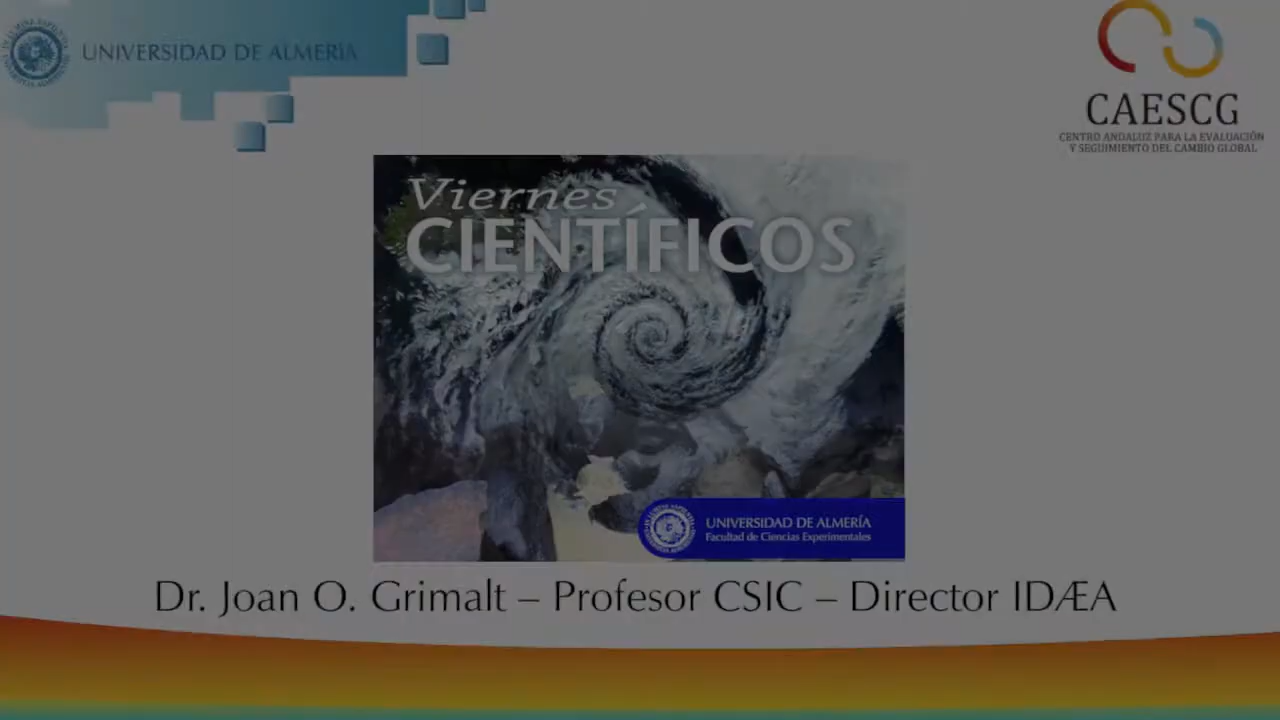 UNIVERSIDAD DE ALMERÍA
CAESCG
CENTRO ANDALUZ PARA LA EVALUACIÓN
Y SEGUIMIENTO DEL CAMBIO GLOBAL
Viernes
CIENTÍFICOS
UNIVERSIDAD DE ALMERÍA
Facultad de Ciencias Experimentales
Dr. Joan O. Grimalt – Profesor CSIC – Director IDÆA